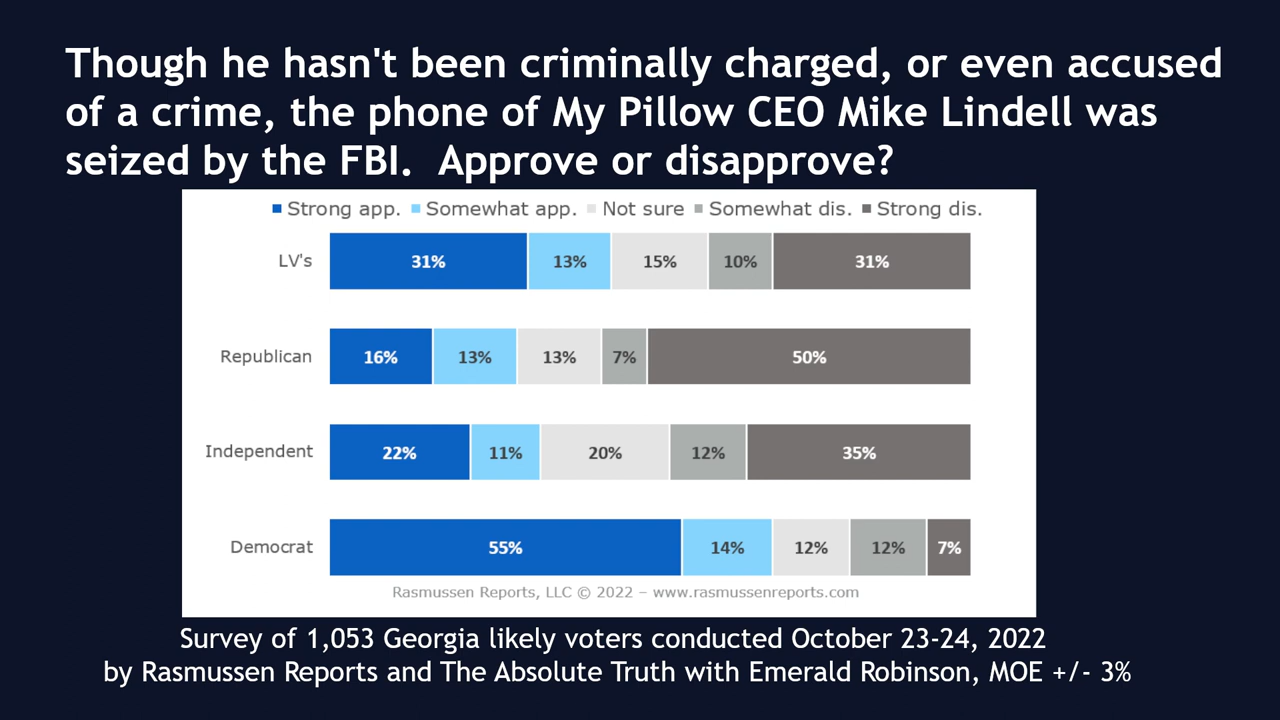 Though he hasn't been criminally charged, or even accused
of a crime, the phone of My Pillow CEO Mike Lindell was
seized by the FBI.  Approve or disapprove?
Strong app. Somewhat app. Not sure Somewhat dis. Strong dis.
LV's 31% 13% 15% 10% 31%
Republican 16% 13% 13% 7% 50%
Independent 22% 11% 20% 12% 35%
Democrat 55% 14% 12% 12% 7%
Rasmussen Reports, LLC © 2022 – www.rasmussenreports.com
Survey of 1,053 Georgia likely voters conducted October 23-24, 2022
by Rasmussen Reports and The Absolute Truth with Emerald Robinson, MOE +/- 3%